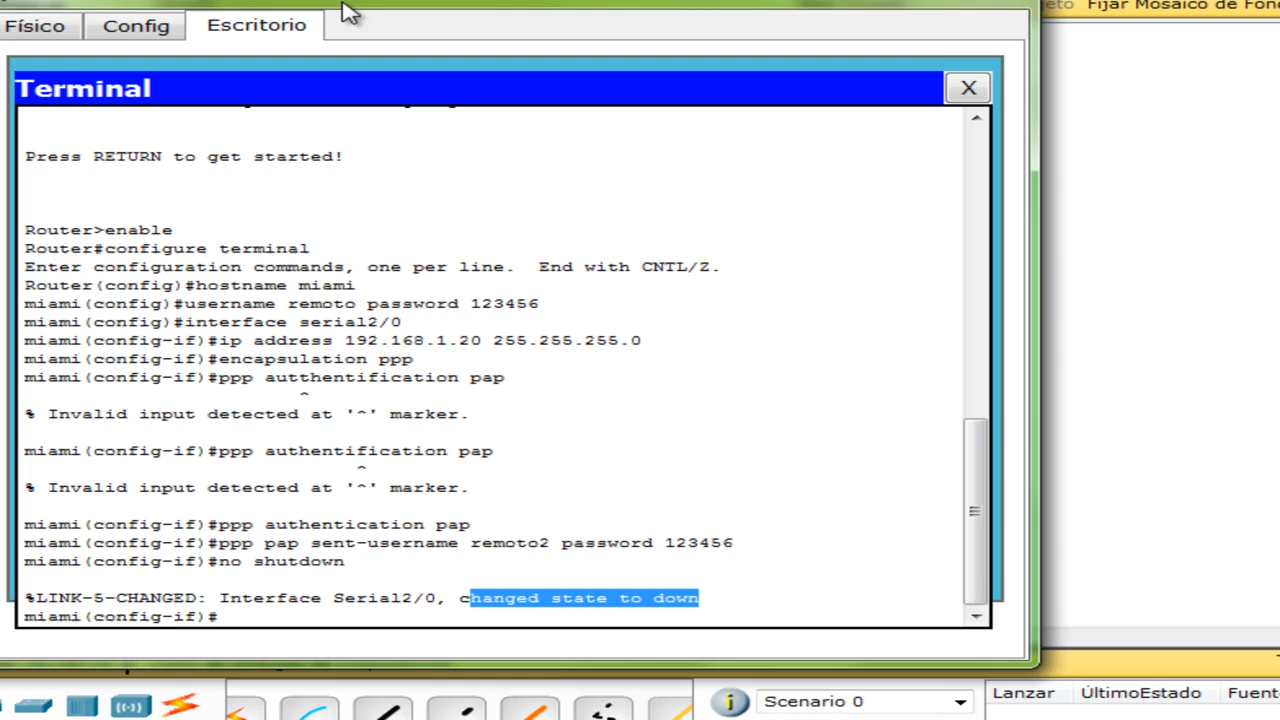 eto Fijar Mosaico de Fond
Físico Config Escritorio
Terminal X
Press RETURN to get started!
Router>enable
Router#configure terminal
Enter configuration commands, one per line.  End with CNTL/Z.
Router(config)#hostname miami
miami(config)#username remoto password 123456
miami(config)#interface serial2/0
miami(config-if)#ip address 192.168.1.20 255.255.255.0
miami(config-if)#encapsulation ppp
miami(config-if)#ppp autthentification pap
^
% Invalid input detected at '^' marker.
miami(config-if)#ppp authentification pap
^
% Invalid input detected at '^' marker.
miami(config-if)#ppp authentication pap
miami(config-if)#ppp pap sent-username remoto2 password 123456
miami(config-if)#no shutdown
%LINK-5-CHANGED: Interface Serial2/0, changed state to down
miami(config-if)#
Scenario 0
Lanzar ÚltimoEstado Fuent